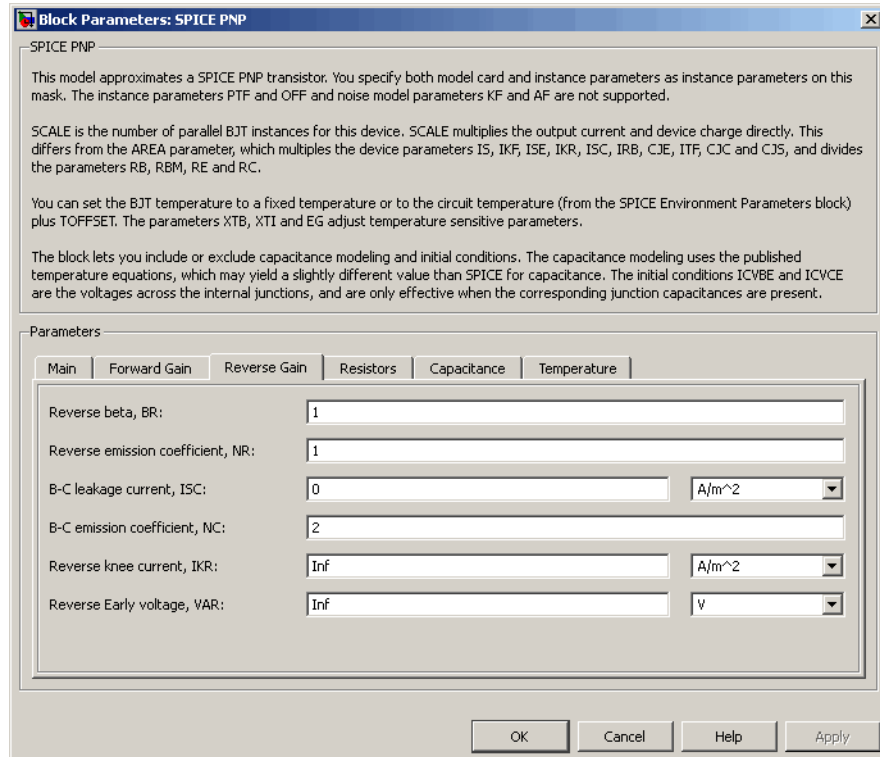 Block Parameters: SPICE PNP
SPICE PNP
This model approximates a SPICE PNP transistor. You specify both model card and instance parameters as instance parameters on this
mask. The instance parameters PTF and OFF and noise model parameters KF and AF are not supported.
SCALE is the number of parallel BJT instances for this device. SCALE multiplies the output current and device charge directly. This
differs from the AREA parameter, which multiples the device parameters IS, IKF, ISE, IKR, ISC, IRB, CJE, ITF, CJC and CJS, and divides
the parameters RB, RBM, RE and RC.
You can set the BJT temperature to a fixed temperature or to the circuit temperature (from the SPICE Environment Parameters block)
plus TOFFSET. The parameters XTB, XTI and EG adjust temperature sensitive parameters.
The block lets you include or exclude capacitance modeling and initial conditions. The capacitance modeling uses the published
temperature equations, which may yield a slightly different value than SPICE for capacitance. The initial conditions ICVBE and ICVCE
are the voltages across the internal junctions, and are only effective when the corresponding junction capacitances are present.
Parameters
Main Forward Gain Reverse Gain Resistors Capacitance Temperature
Reverse beta, BR: 1
Reverse emission coefficient, NR: 1
B-C leakage current, ISC: 0 A/m^2
B-C emission coefficient, NC: 2
Reverse knee current, IKR: Inf A/m^2
Reverse Early voltage, VAR: Inf V
OK Cancel Help Apply